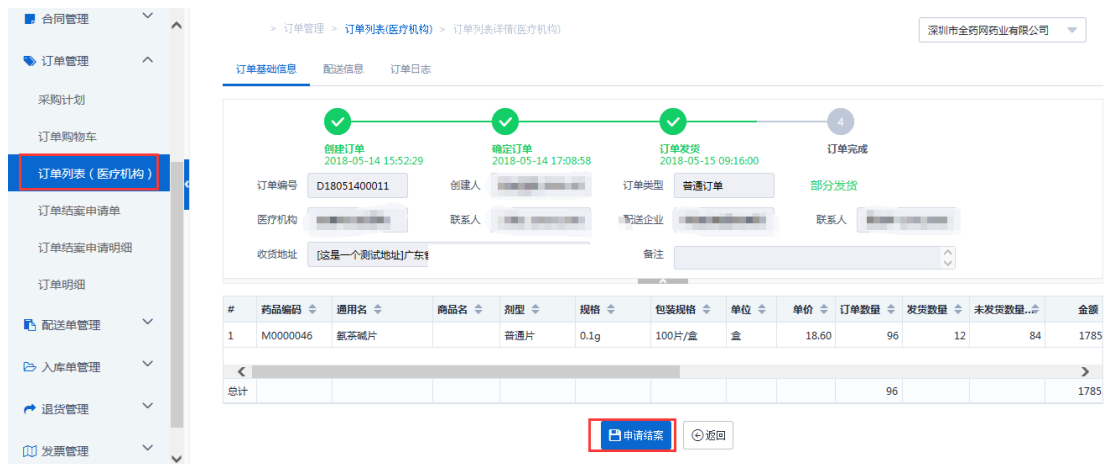 合同管理
订单管理
采购计划
订单购物车
订单列表（医疗机构）
订单结案申请单
订单结案申请明细
订单明细
配送单管理
入库单管理
退货管理
发票管理
> 订单管理 > 订单列表(医疗机构) > 订单列表详情(医疗机构)
深圳市全药网药业有限公司
订单基础信息 配送信息 订单日志
4
创建订单 确定订单 订单发货 订单完成
2018-05-14 15:52:29 2018-05-14 17:08:58 2018-05-15 09:16:00
订单编号 D18051400011 创建人 订单类型 普通订单 部分发货
医疗机构 联系人 配送企业 联系人
收货地址 [这是一个测试地址]广东 备注
# 药品编码 通用名 商品名 剂型 规格 包装规格 单位 单价 订单数量 发货数量 未发货数量... 金额
1 M0000046 氨茶碱片 普通片 0.1g 100片/盒 盒 18.60 96 12 84 1785
总计 96 1785
申请结案 返回